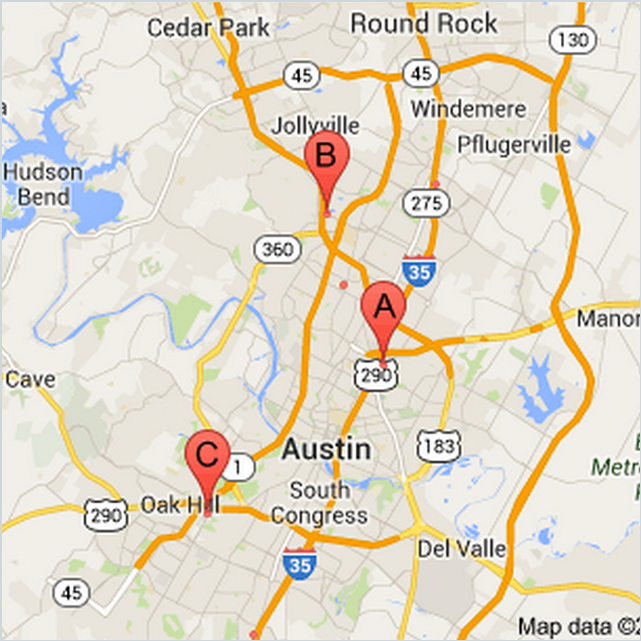 Cedar Park
Round Rock
130
45
45
Windemere
Jollyville
Pflugerville
B
Hudson
Bend
275
360
35
A
Manor
290
Cave
Austin
183
C
1
South
Congress
Oak Hill
290
Del Valle
Metro
35
45
Map data ©2